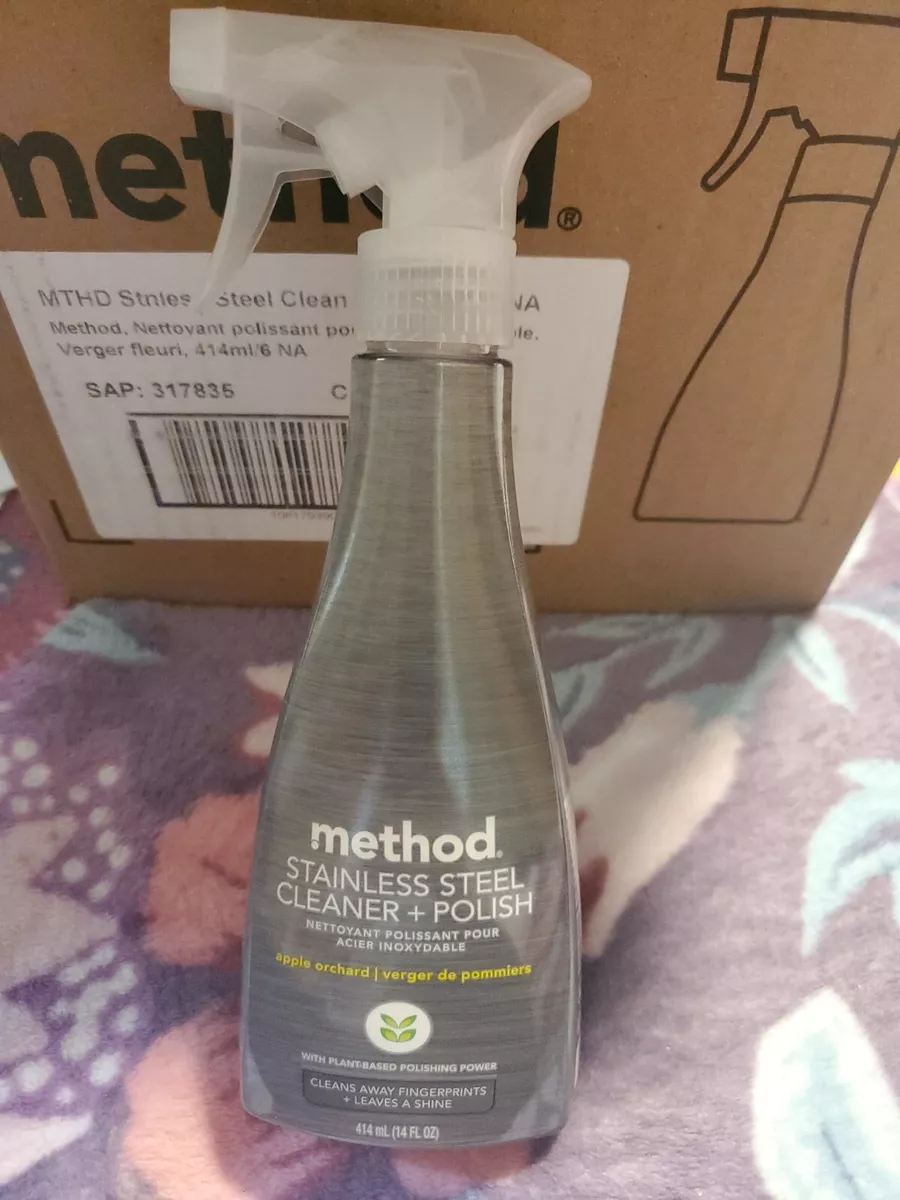 method®
MTHD Stnles Steel Clean NA
Method, Nettoyant polissant
Verger fleuri, 414ml/6 NA
SAP: 317835 C
method®
STAINLESS STEEL
CLEANER + POLISH
NETTOYANT POLISSANT POUR
ACIER INOXYDABLE
apple orchard | verger de pommiers
WITH PLANT-BASED POLISHING POWER
CLEANS AWAY FINGERPRINTS
+ LEAVES A SHINE
414 mL (14 FL OZ)